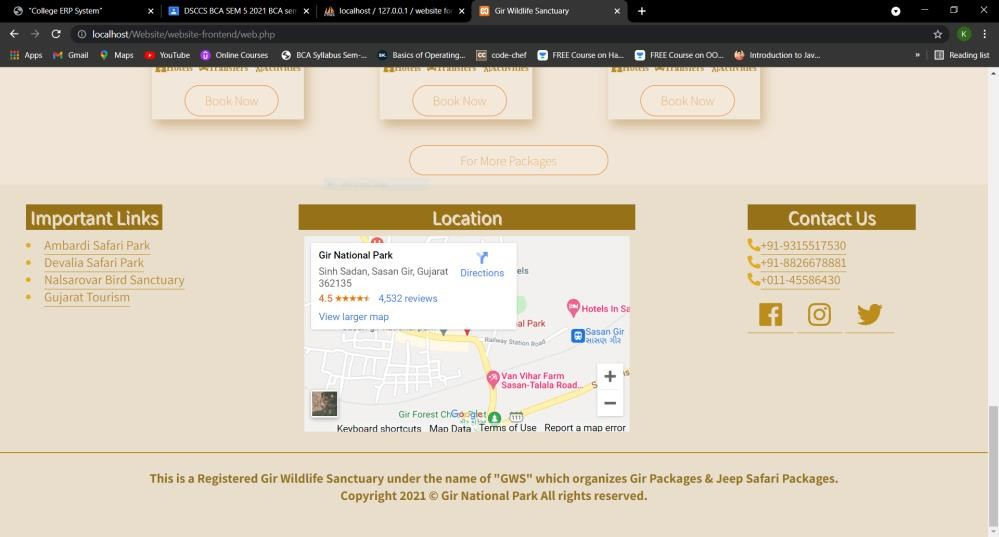 "College ERP System"
DSCCS BCA SEM 5 2021 BCA sem
localhost / 127.0.0.1 / website fo
Gir Wildlife Sanctuary
localhost/Website/website-frontend/web.php
K
Apps
Gmail
Maps
YouTube
Online Courses
BCA Syllabus Sem-...
Basics of Operating...
code-chef
FREE Course on Ha...
FREE Course on OO...
Introduction to Jav...
»
Reading list
Hotels Transfers Activities
Hotels Transfers Activities
Hotels Transfers Activities
Book Now
Book Now
Book Now
For More Packages
Important Links
Ambardi Safari Park
Devalia Safari Park
Nalsarovar Bird Sanctuary
Gujarat Tourism
Location
Gir National Park
Sinh Sadan, Sasan Gir, Gujarat
362135
4.5
4,532 reviews
View larger map
Directions
els
Hotels In Sa
al Park
Sasan Gir
સાસણ ગીર
Railway Station Road
Van Vihar Farm
Sasan-Talala Road...
Google
Keyboard shortcuts
Map Data
Terms of Use
Report a map error
Contact Us
+91-9315517530
+91-8826678881
+011-45586430
This is a Registered Gir Wildlife Sanctuary under the name of "GWS" which organizes Gir Packages & Jeep Safari Packages.
Copyright 2021 © Gir National Park All rights reserved.